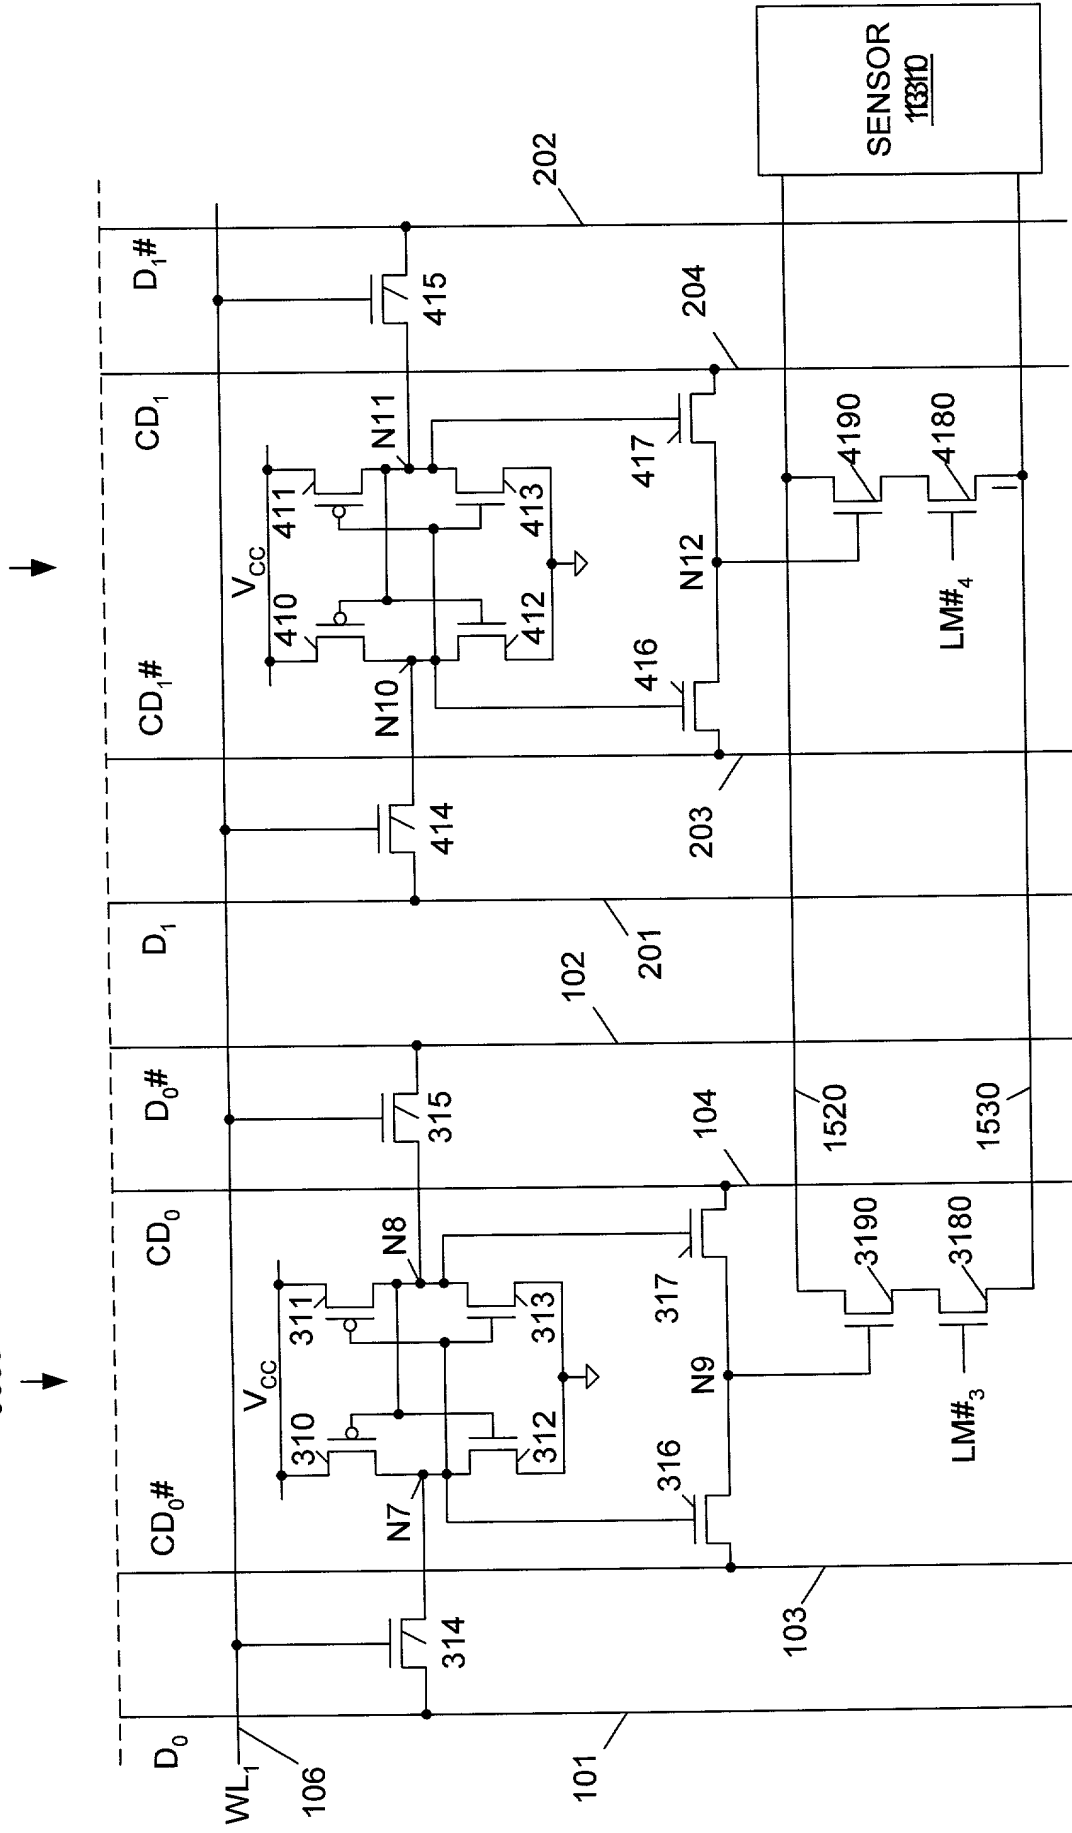 D0 CD0# CD0 D0# D1 CD1# CD1 D1#
WL1
106
VCC VCC
310 311 410 411
N7 N8 N10 N11
314 312 313 315 414 412 413 415
316 317 416 417
N9 N12
101 103 104 102 201 203 204 202
1520
1530
3190 4190
3180 4180
LM#3 LM#4
SENSOR